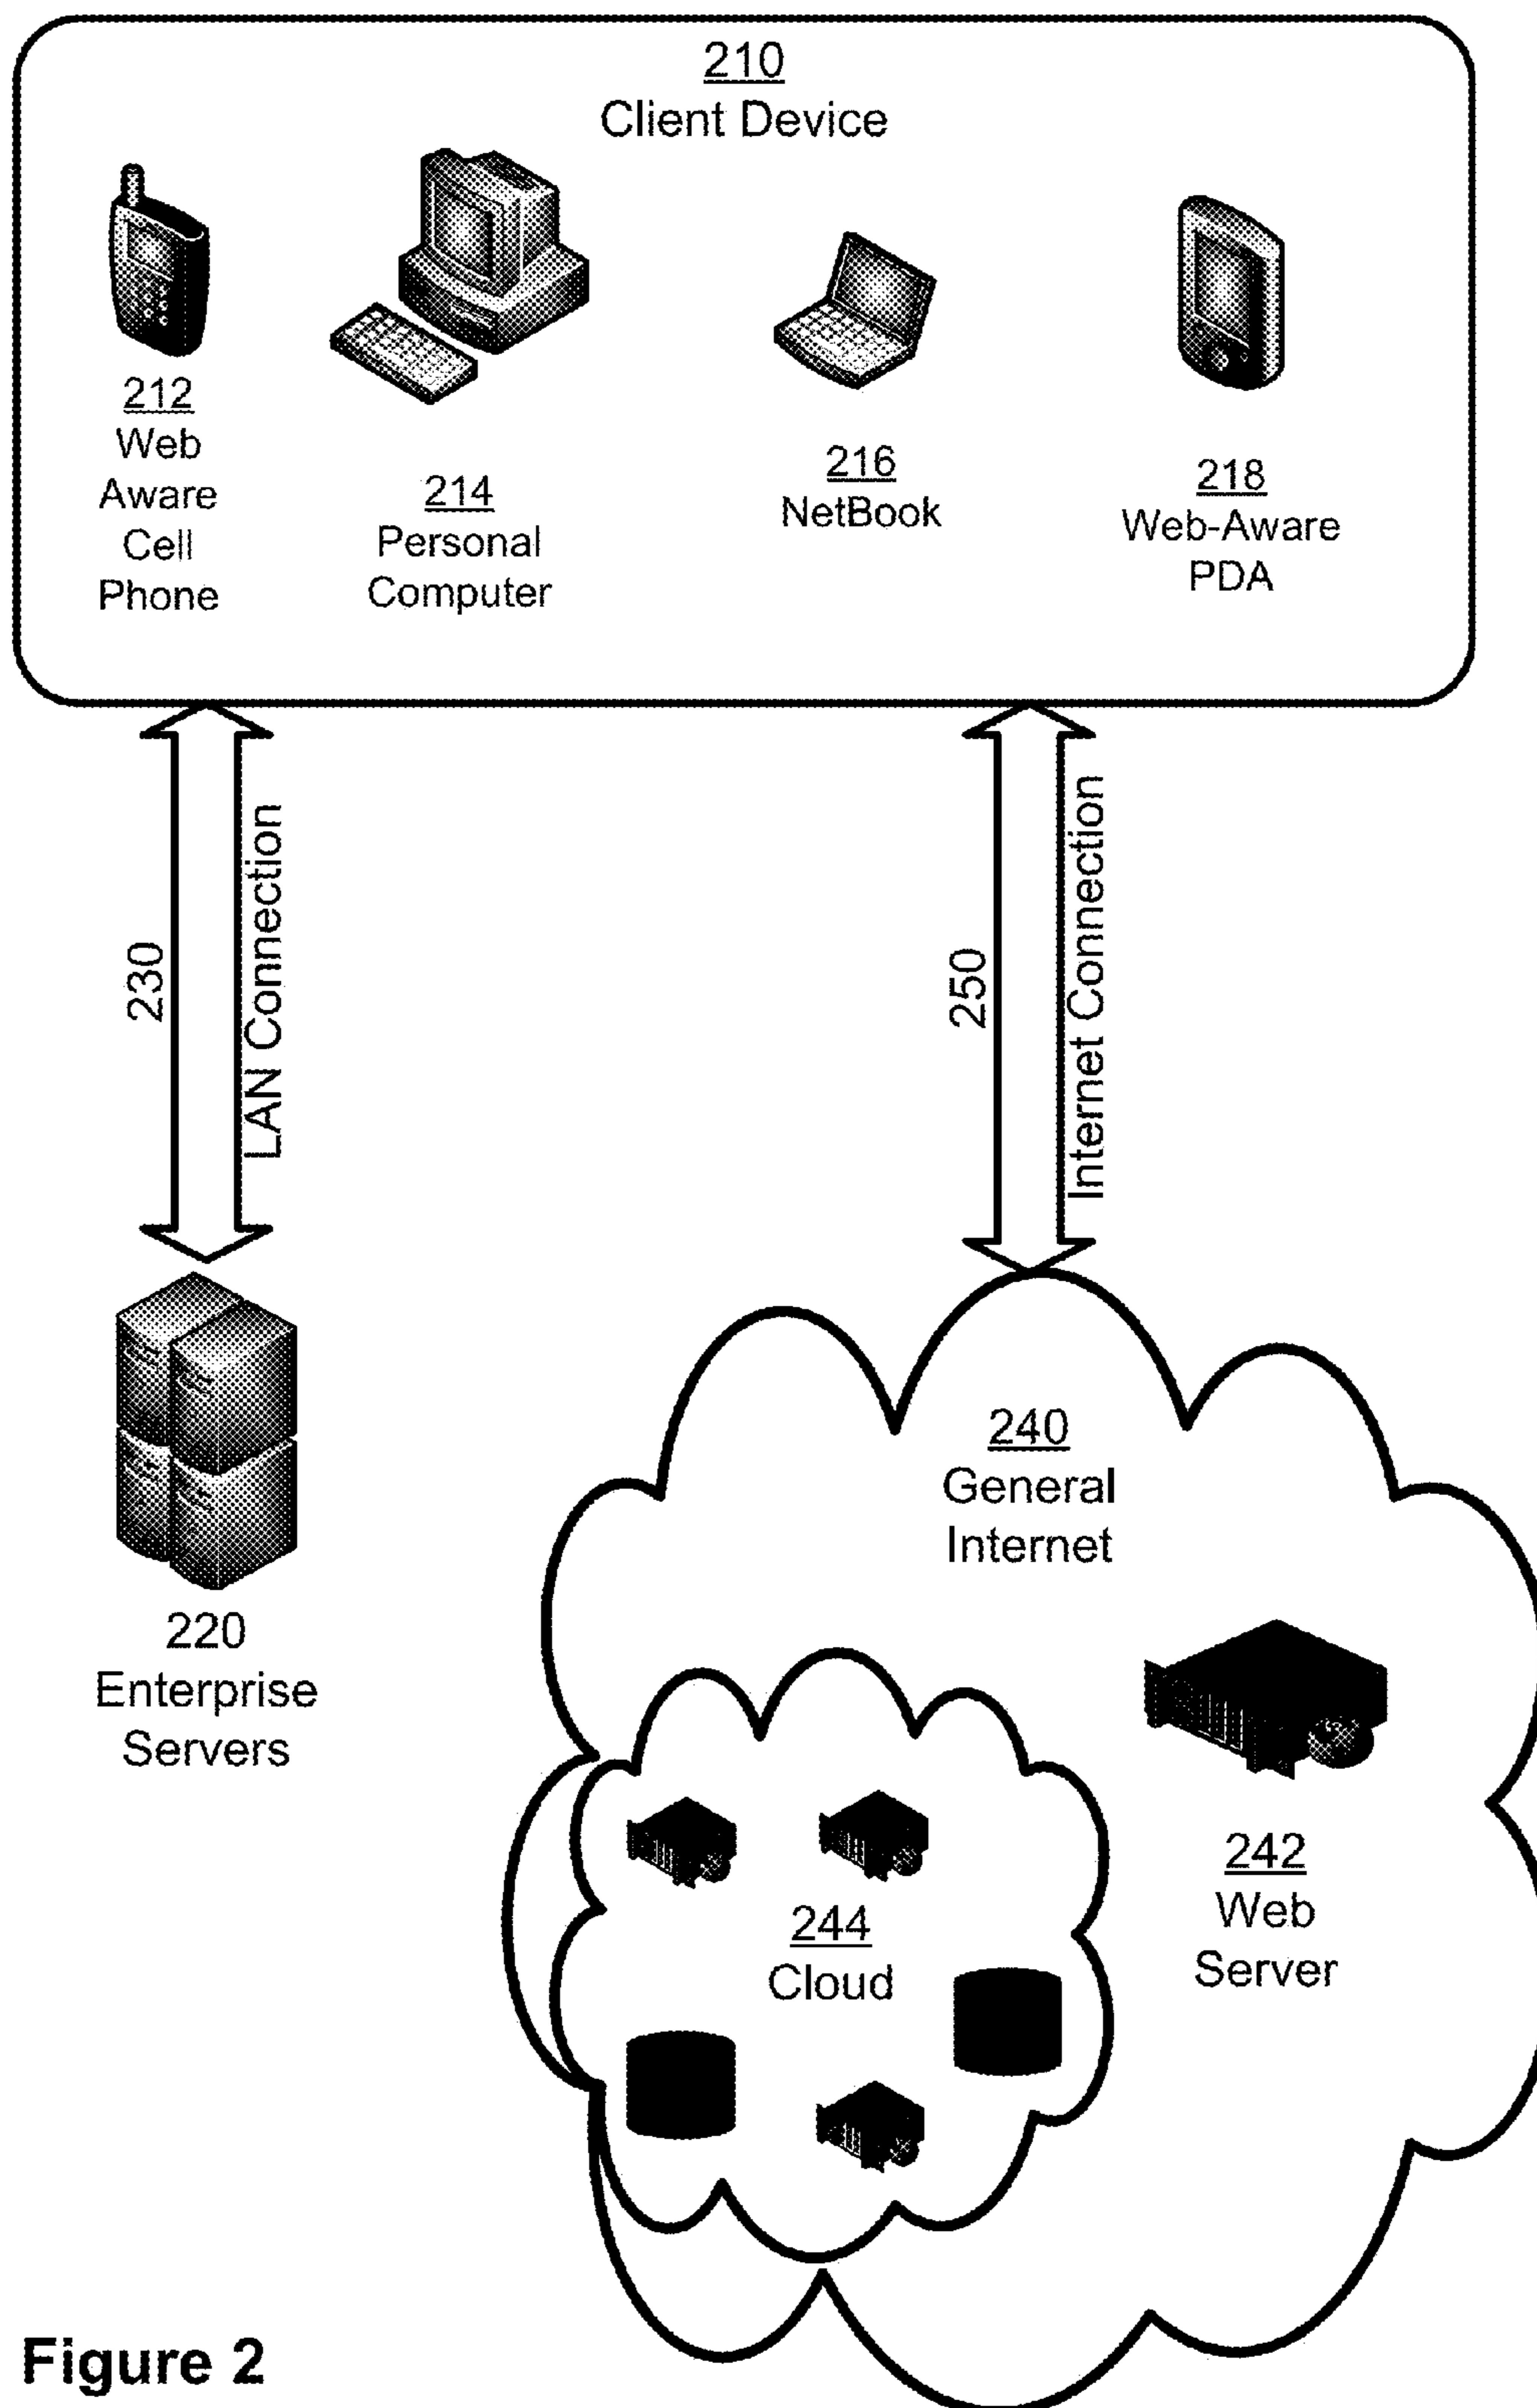 210
Client Device
212
Web
Aware
Cell
Phone
214
Personal
Computer
216
NetBook
218
Web-Aware
PDA
230
LAN Connection
250
Internet Connection
220
Enterprise
Servers
240
General
Internet
242
Web
Server
244
Cloud
Figure 2